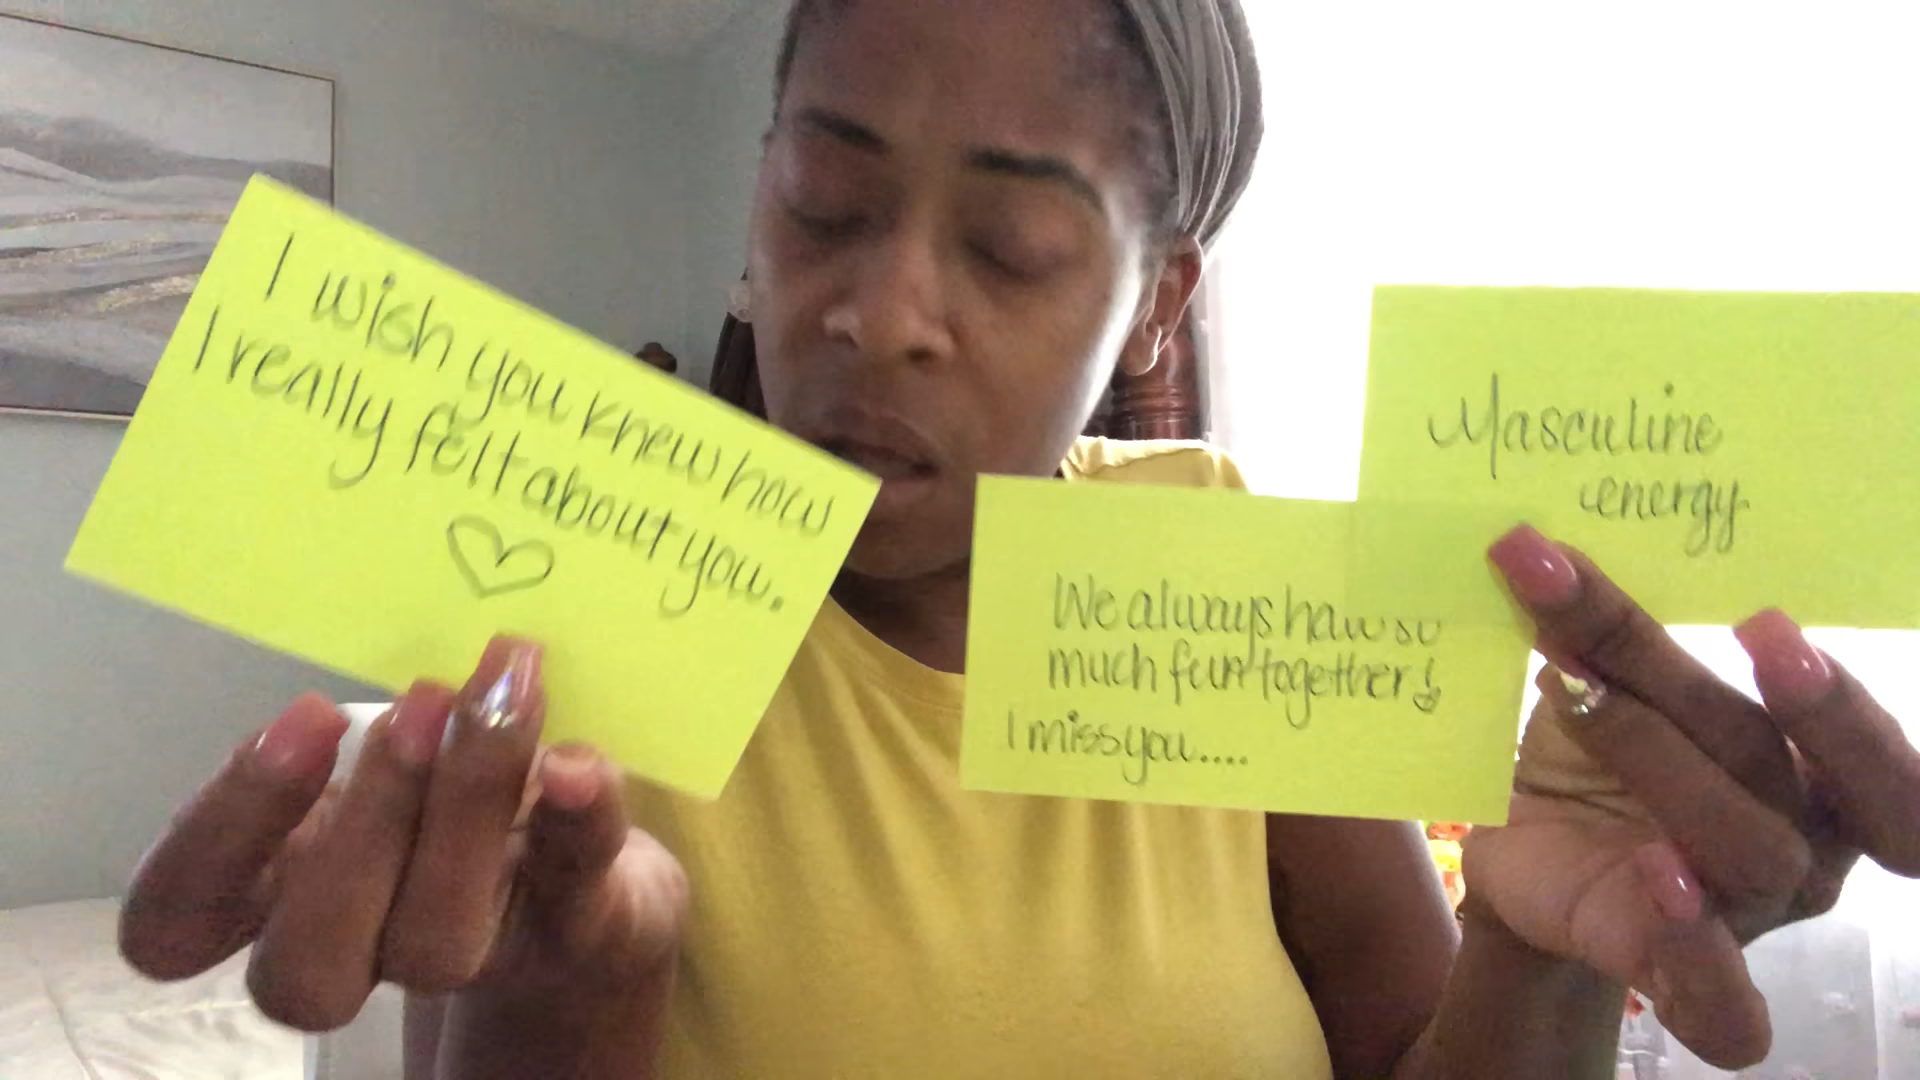 I wish you knew how
I really felt about you.
Masculine
energy
We always have so
much fun together!
I miss you....